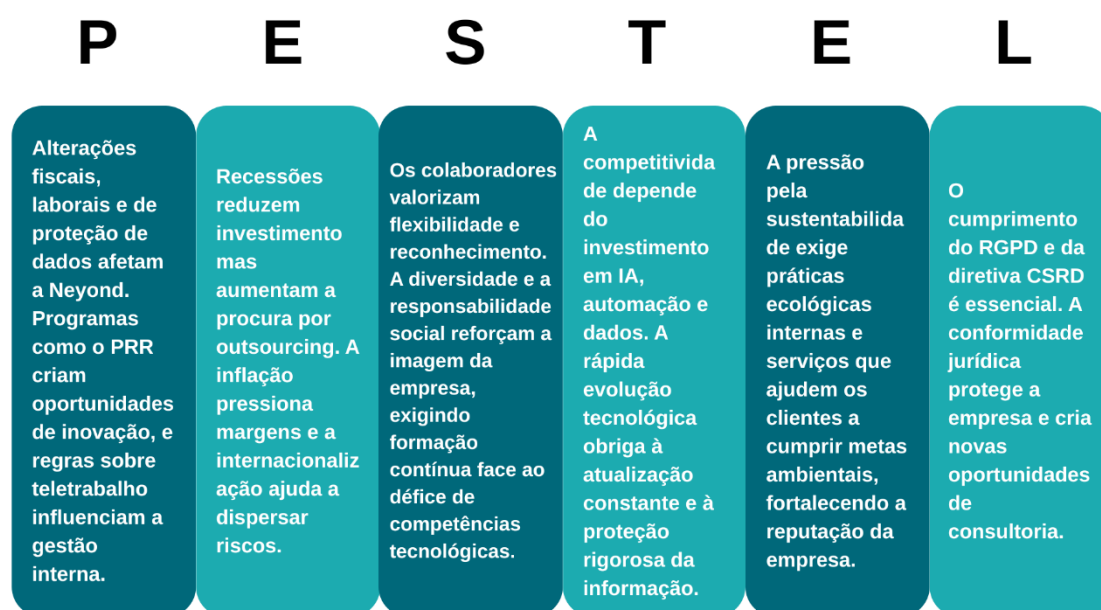 P E S T E L
Alterações
fiscais,
laborais e de
proteção de
dados afetam
a Neyond.
Programas
como o PRR
criam
oportunidades
de inovação, e
regras sobre
teletrabalho
influenciam a
gestão
interna.
Recessões
reduzem
investimento
mas
aumentam a
procura por
outsourcing. A
inflação
pressiona
margens e a
internacionaliz
ação ajuda a
dispersar
riscos.
Os colaboradores
valorizam
flexibilidade e
reconhecimento.
A diversidade e a
responsabilidade
social reforçam a
imagem da
empresa,
exigindo
formação
contínua face ao
défice de
competências
tecnológicas.
A
competitivida
de depende
do
investimento
em IA,
automação e
dados. A
rápida
evolução
tecnológica
obriga à
atualização
constante e à
proteção
rigorosa da
informação.
A pressão
pela
sustentabilida
de exige
práticas
ecológicas
internas e
serviços que
ajudem os
clientes a
cumprir metas
ambientais,
fortalecendo a
reputação da
empresa.
O
cumprimento
do RGPD e da
diretiva CSRD
é essencial. A
conformidade
jurídica
protege a
empresa e cria
novas
oportunidades
de
consultoria.